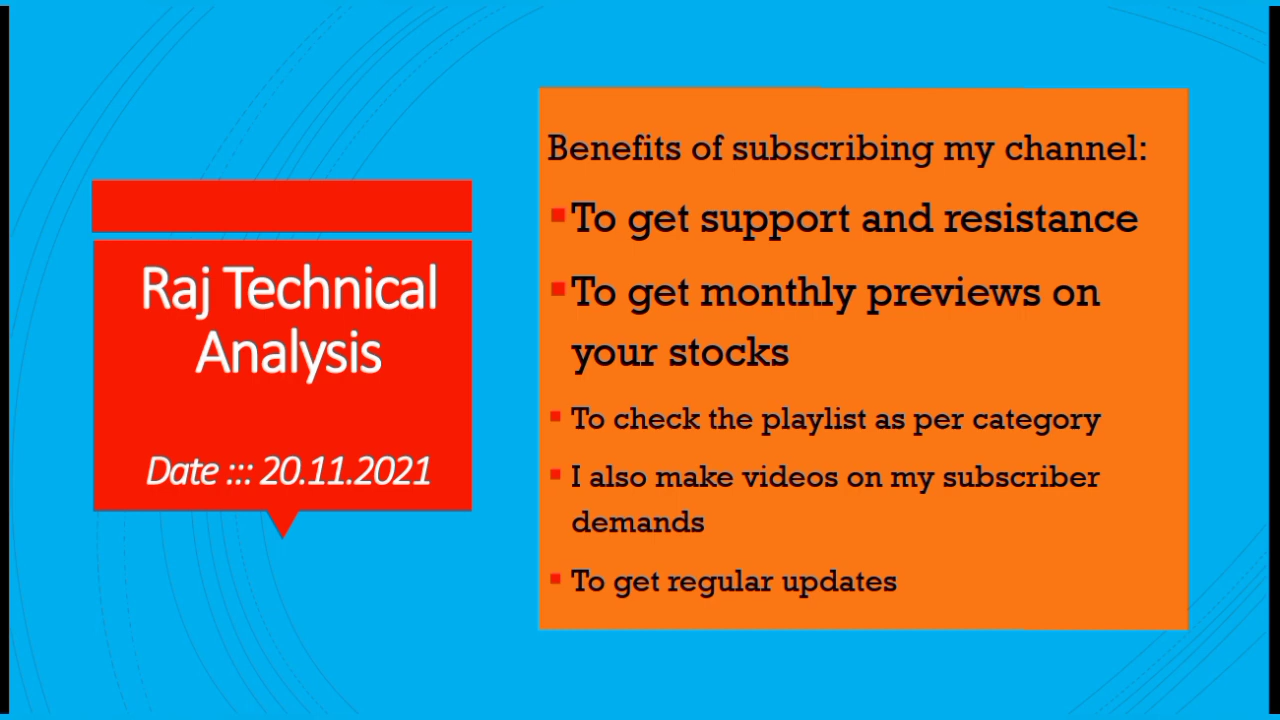 Raj Technical
Analysis
Date ::: 20.11.2021
Benefits of subscribing my channel:
To get support and resistance
To get monthly previews on
your stocks
To check the playlist as per category
I also make videos on my subscriber
demands
To get regular updates